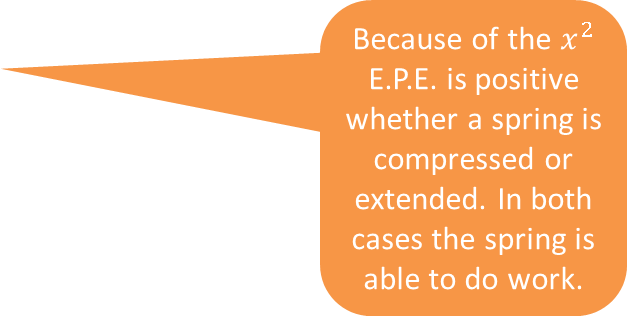 Because of the x²
E.P.E. is positive
whether a spring is
compressed or
extended. In both
cases the spring is
able to do work.